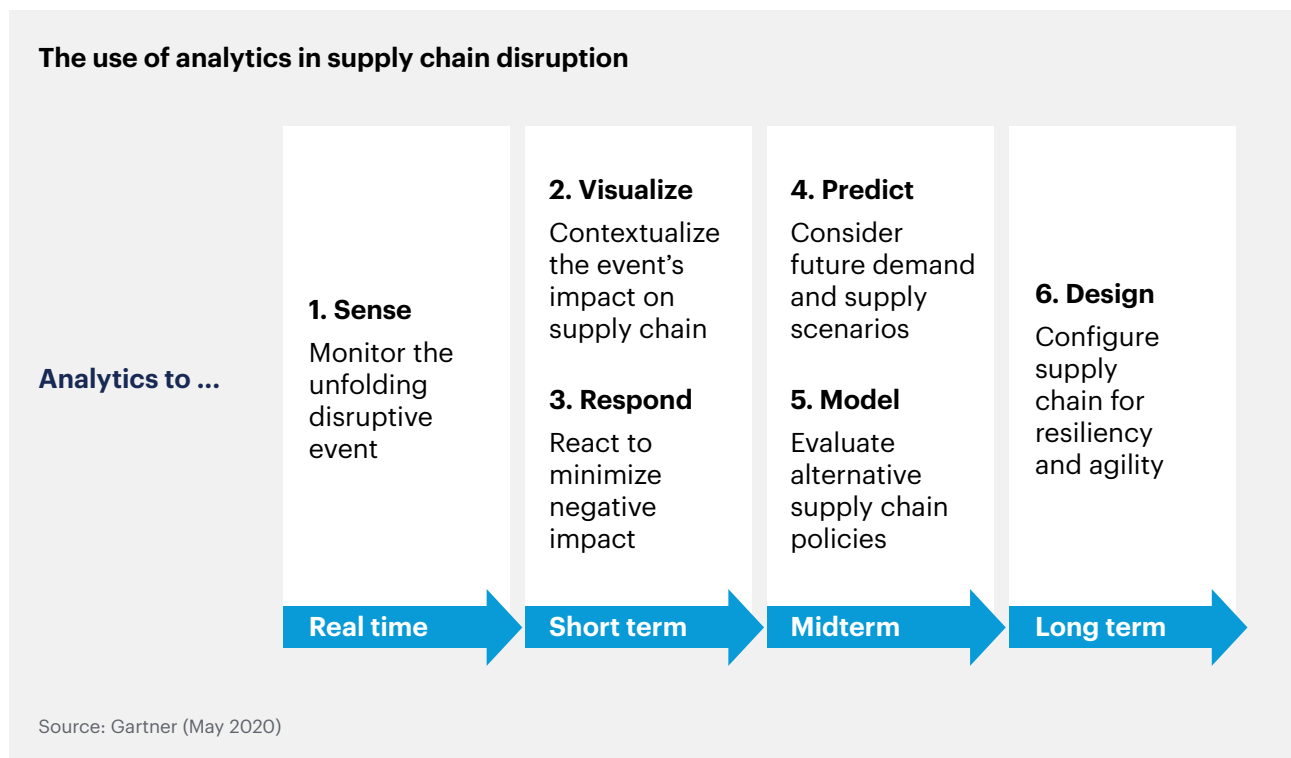 The use of analytics in supply chain disruption
Analytics to ...
1. Sense
Monitor the
unfolding
disruptive
event
Real time
2. Visualize
Contextualize
the event’s
impact on
supply chain
3. Respond
React to
minimize
negative
impact
Short term
4. Predict
Consider
future demand
and supply
scenarios
5. Model
Evaluate
alternative
supply chain
policies
Midterm
6. Design
Configure
supply
chain for
resiliency
and agility
Long term
Source: Gartner (May 2020)